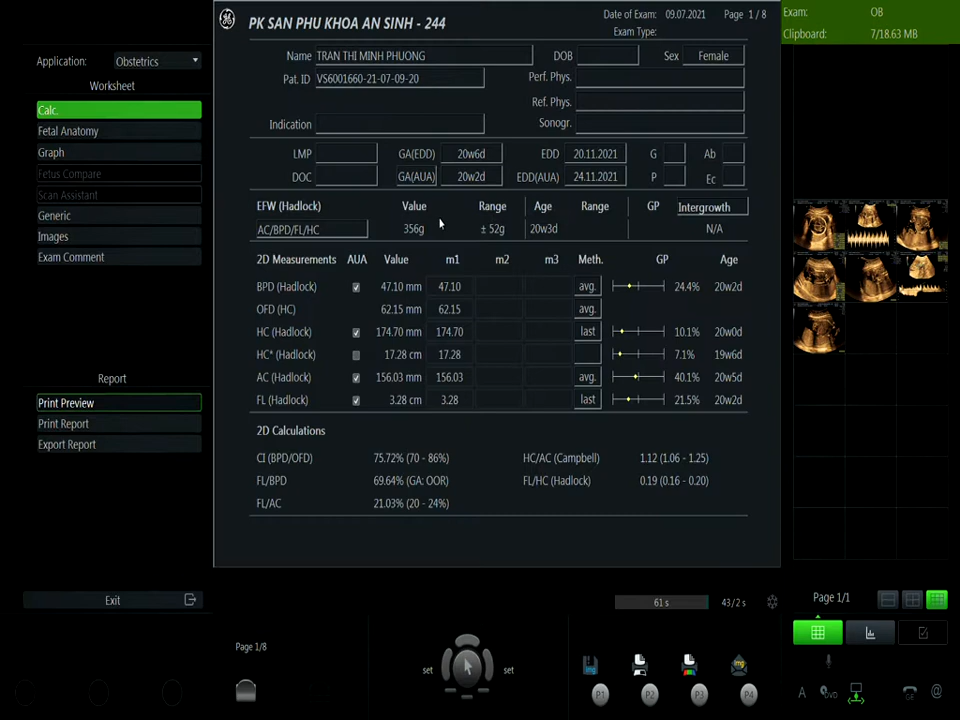 PK SAN PHU KHOA AN SINH - 244
Date of Exam: 09.07.2021 Page 1 / 8
Exam Type:
Exam: OB
Clipboard: 7/18.63 MB
Application: Obstetrics
Worksheet
Calc.
Fetal Anatomy
Graph
Fetus Compare
Scan Assistant
Generic
Images
Exam Comment
Report
Print Preview
Print Report
Export Report
Exit
Name TRAN THI MINH PHUONG DOB Sex Female
Pat. ID VS6001660-21-07-09-20 Perf. Phys.
Ref. Phys.
Indication Sonogr.
LMP GA(EDD) 20w6d EDD 20.11.2021 G Ab
DOC GA(AUA) 20w2d EDD(AUA) 24.11.2021 P Ec
EFW (Hadlock) Value Range Age Range GP Intergrowth
AC/BPD/FL/HC 356g ± 52g 20w3d N/A
2D Measurements AUA Value m1 m2 m3 Meth. GP Age
BPD (Hadlock) 47.10 mm 47.10 avg. 24.4% 20w2d
OFD (HC) 62.15 mm 62.15 avg.
HC (Hadlock) 174.70 mm 174.70 last 10.1% 20w0d
HC* (Hadlock) 17.28 cm 17.28 7.1% 19w6d
AC (Hadlock) 156.03 mm 156.03 avg. 40.1% 20w5d
FL (Hadlock) 3.28 cm 3.28 last 21.5% 20w2d
2D Calculations
CI (BPD/OFD) 75.72% (70 - 86%) HC/AC (Campbell) 1.12 (1.06 - 1.25)
FL/BPD 69.64% (GA: OOR) FL/HC (Hadlock) 0.19 (0.16 - 0.20)
FL/AC 21.03% (20 - 24%)
61 s 43/2 s
Page 1/1
Page 1/8
set set
P1 P2 P3 P4
A DVD @